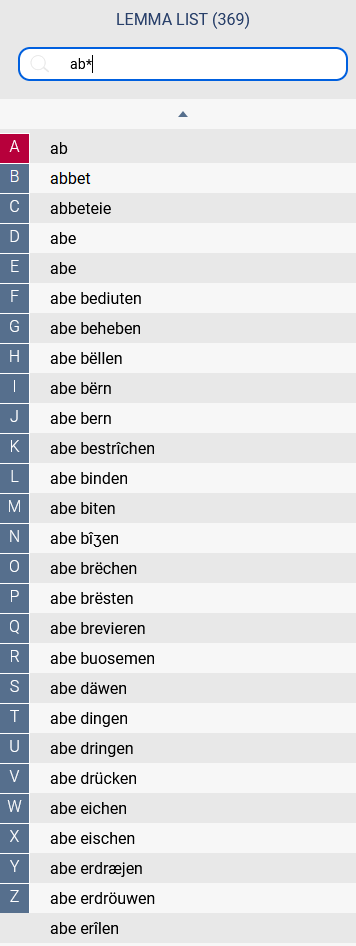 LEMMA LIST (369)
ab*
A ab
B abbet
C abbeteie
D abe
E abe
F abe bediuten
G abe beheben
H abe bëllen
I abe bërn
J abe bern
K abe bestrîchen
L abe binden
M abe biten
N abe bîʒen
O abe brëchen
P abe brësten
Q abe brevieren
R abe buosemen
S abe däwen
T abe dingen
U abe dringen
V abe drücken
W abe eichen
X abe eischen
Y abe erdræjen
Z abe erdröuwen
abe erîlen